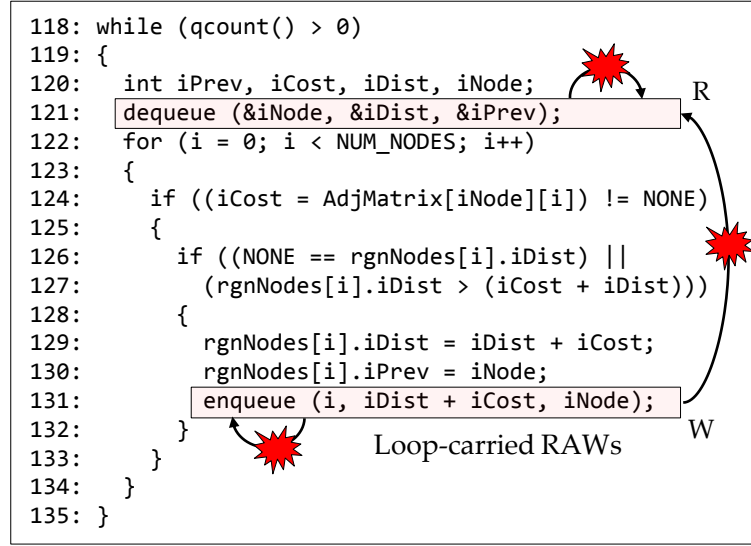 118: while (qcount() > 0)
119: {
120:   int iPrev, iCost, iDist, iNode;
121:   dequeue (&iNode, &iDist, &iPrev);
R
122:   for (i = 0; i < NUM_NODES; i++)
123:   {
124:     if ((iCost = AdjMatrix[iNode][i]) != NONE)
125:     {
126:       if ((NONE == rgnNodes[i].iDist) ||
127:         (rgnNodes[i].iDist > (iCost + iDist)))
128:       {
129:         rgnNodes[i].iDist = iDist + iCost;
130:         rgnNodes[i].iPrev = iNode;
131:         enqueue (i, iDist + iCost, iNode);
W
132:       }
Loop-carried RAWs
133:     }
134:   }
135: }